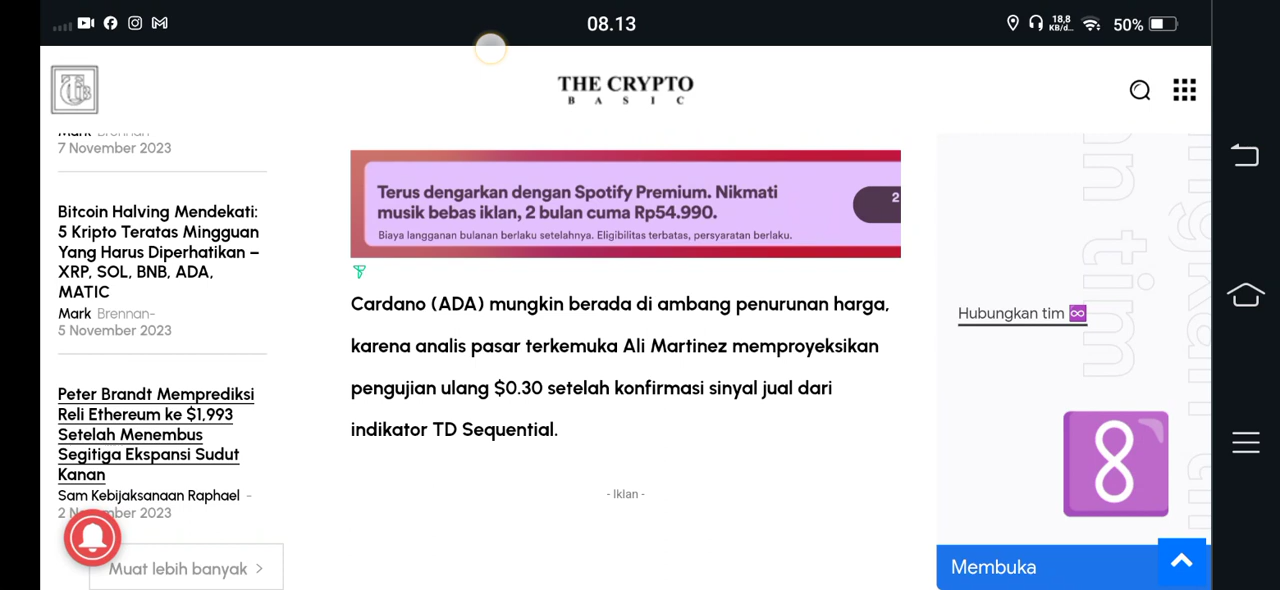 08.13
18,8
KB/d...
50%
THE CRYPTO
BASIC
7 November 2023
Bitcoin Halving Mendekati:
5 Kripto Teratas Mingguan
Yang Harus Diperhatikan –
XRP, SOL, BNB, ADA,
MATIC
Mark Brennan-
5 November 2023
Peter Brandt Memprediksi
Reli Ethereum ke $1,993
Setelah Menembus
Segitiga Ekspansi Sudut
Kanan
Sam Kebijaksanaan Raphael -
2 November 2023
Muat lebih banyak >
Terus dengarkan dengan Spotify Premium. Nikmati
musik bebas iklan, 2 bulan cuma Rp54.990.
Biaya langganan bulanan berlaku setelahnya. Eligibilitas terbatas, persyaratan berlaku.
2
Cardano (ADA) mungkin berada di ambang penurunan harga,
karena analis pasar terkemuka Ali Martinez memproyeksikan
pengujian ulang $0.30 setelah konfirmasi sinyal jual dari
indikator TD Sequential.
- Iklan -
Hubungkan tim ♾️
tim
8
Membuka